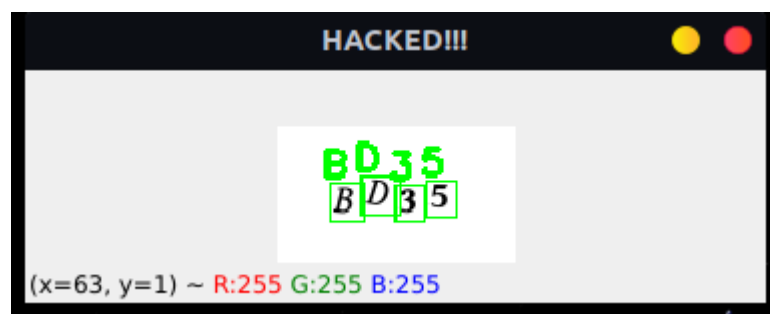 HACKED!!!
BD35
BD35
(x=63, y=1) ~ R:255 G:255 B:255